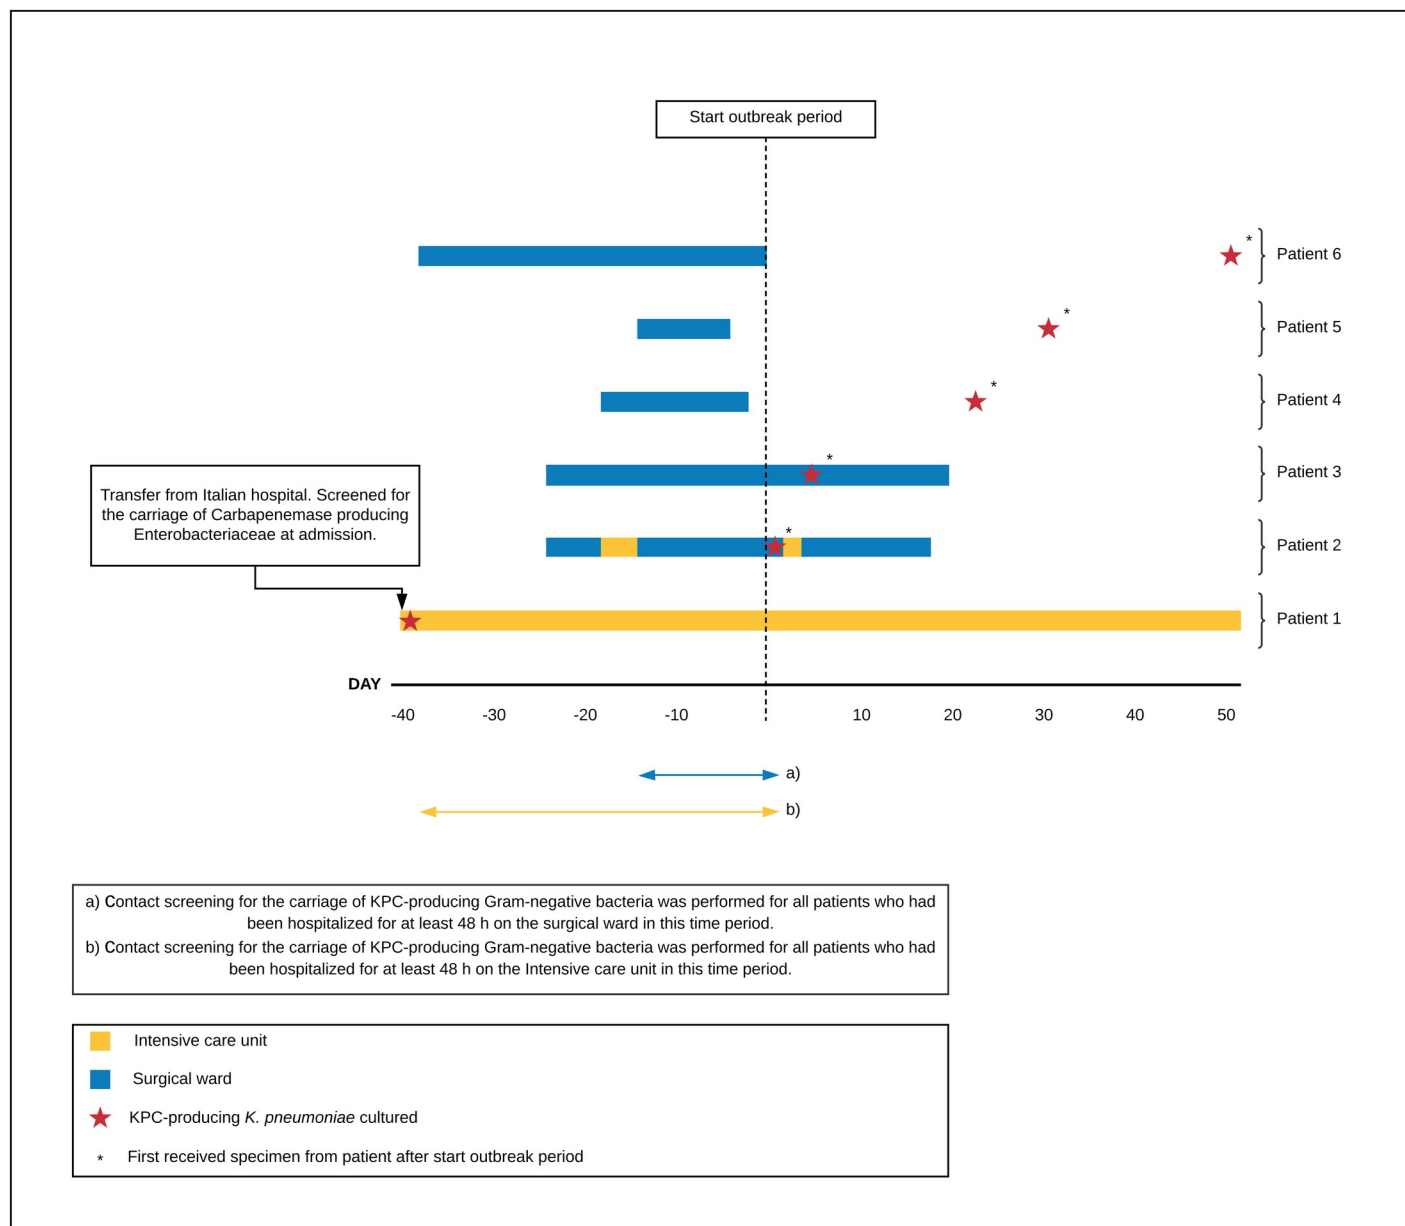 Start outbreak period
*
Patient 6
*
Patient 5
*
Patient 4
*
Patient 3
Transfer from Italian hospital. Screened for
the carriage of Carbapenemase producing
Enterobacteriaceae at admission.
*
Patient 2
Patient 1
DAY
-40 -30 -20 -10 10 20 30 40 50
a)
b)
a) Contact screening for the carriage of KPC-producing Gram-negative bacteria was performed for all patients who had
been hospitalized for at least 48 h on the surgical ward in this time period.
b) Contact screening for the carriage of KPC-producing Gram-negative bacteria was performed for all patients who had
been hospitalized for at least 48 h on the Intensive care unit in this time period.
Intensive care unit
Surgical ward
KPC-producing K. pneumoniae cultured
* First received specimen from patient after start outbreak period